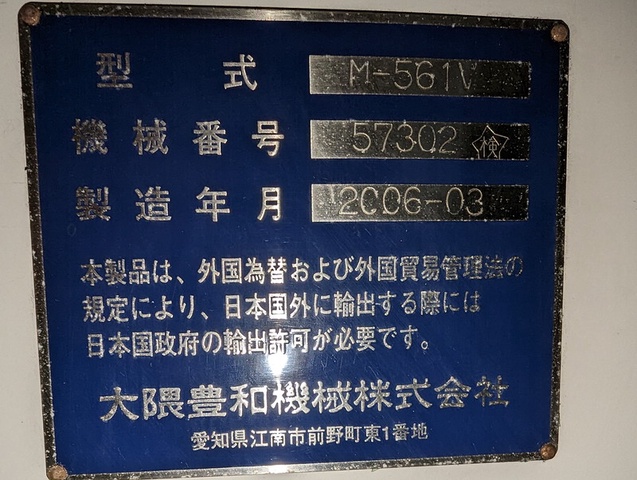 型式 M-561V
機械番号 57302 検
製造年月 2006-03
本製品は、外国為替および外国貿易管理法の
規定により、日本国外に輸出する際には
日本国政府の輸出許可が必要です。
大隈豊和機械株式会社
愛知県江南市前野町東1番地